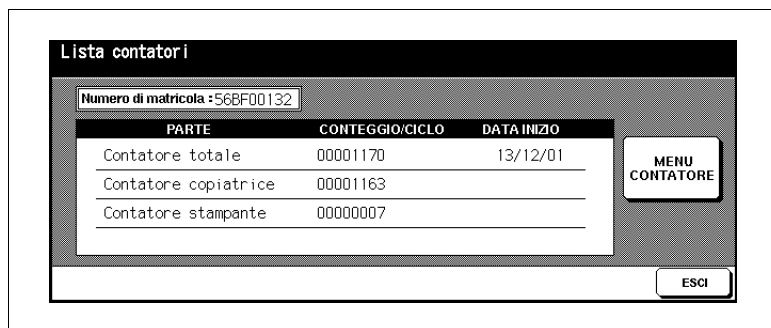 Lista contatori
Numero di matricola : 56BF00132
PARTE CONTEGGIO/CICLO DATA INIZIO
Contatore totale 00001170 13/12/01
Contatore copiatrice 00001163
Contatore stampante 00000007
MENU
CONTATORE
ESCI